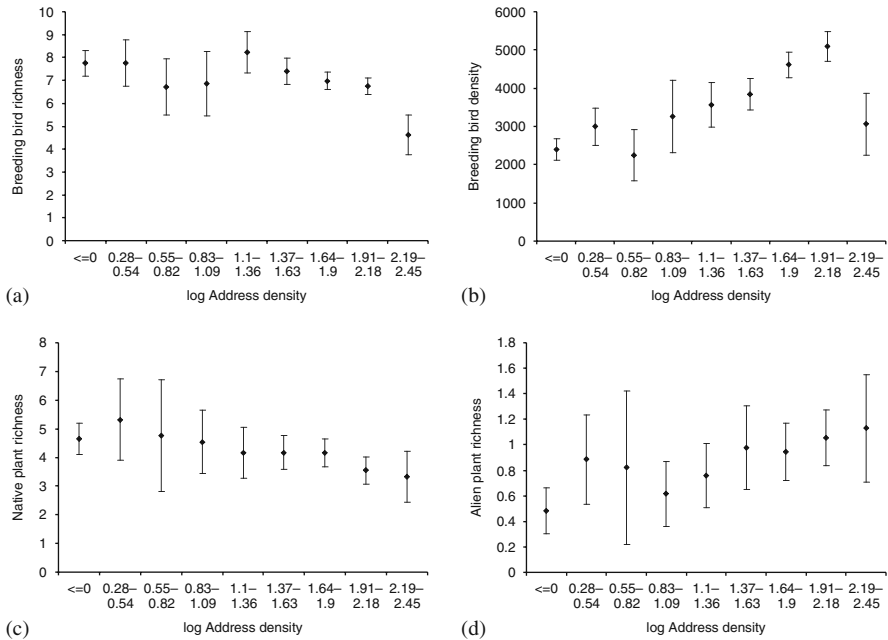 10
9
8
7
6
5
4
3
2
1
0
Breeding bird richness
<=0 0.28– 0.55– 0.83– 1.1– 1.37– 1.64– 1.91– 2.19–
0.54 0.82 1.09 1.36 1.63 1.9 2.18 2.45
(a)
log Address density
6000
5000
4000
3000
2000
1000
0
Breeding bird density
<=0 0.28– 0.55– 0.83– 1.1– 1.37– 1.64– 1.91– 2.19–
0.54 0.82 1.09 1.36 1.63 1.9 2.18 2.45
(b)
log Address density
8
7
6
5
4
3
2
1
0
Native plant richness
<=0 0.28– 0.55– 0.83– 1.1– 1.37– 1.64– 1.91– 2.19–
0.54 0.82 1.09 1.36 1.63 1.9 2.18 2.45
(c)
log Address density
1.8
1.6
1.4
1.2
1
0.8
0.6
0.4
0.2
0
Alien plant richness
<=0 0.28– 0.55– 0.83– 1.1– 1.37– 1.64– 1.91– 2.19–
0.54 0.82 1.09 1.36 1.63 1.9 2.18 2.45
(d)
log Address density